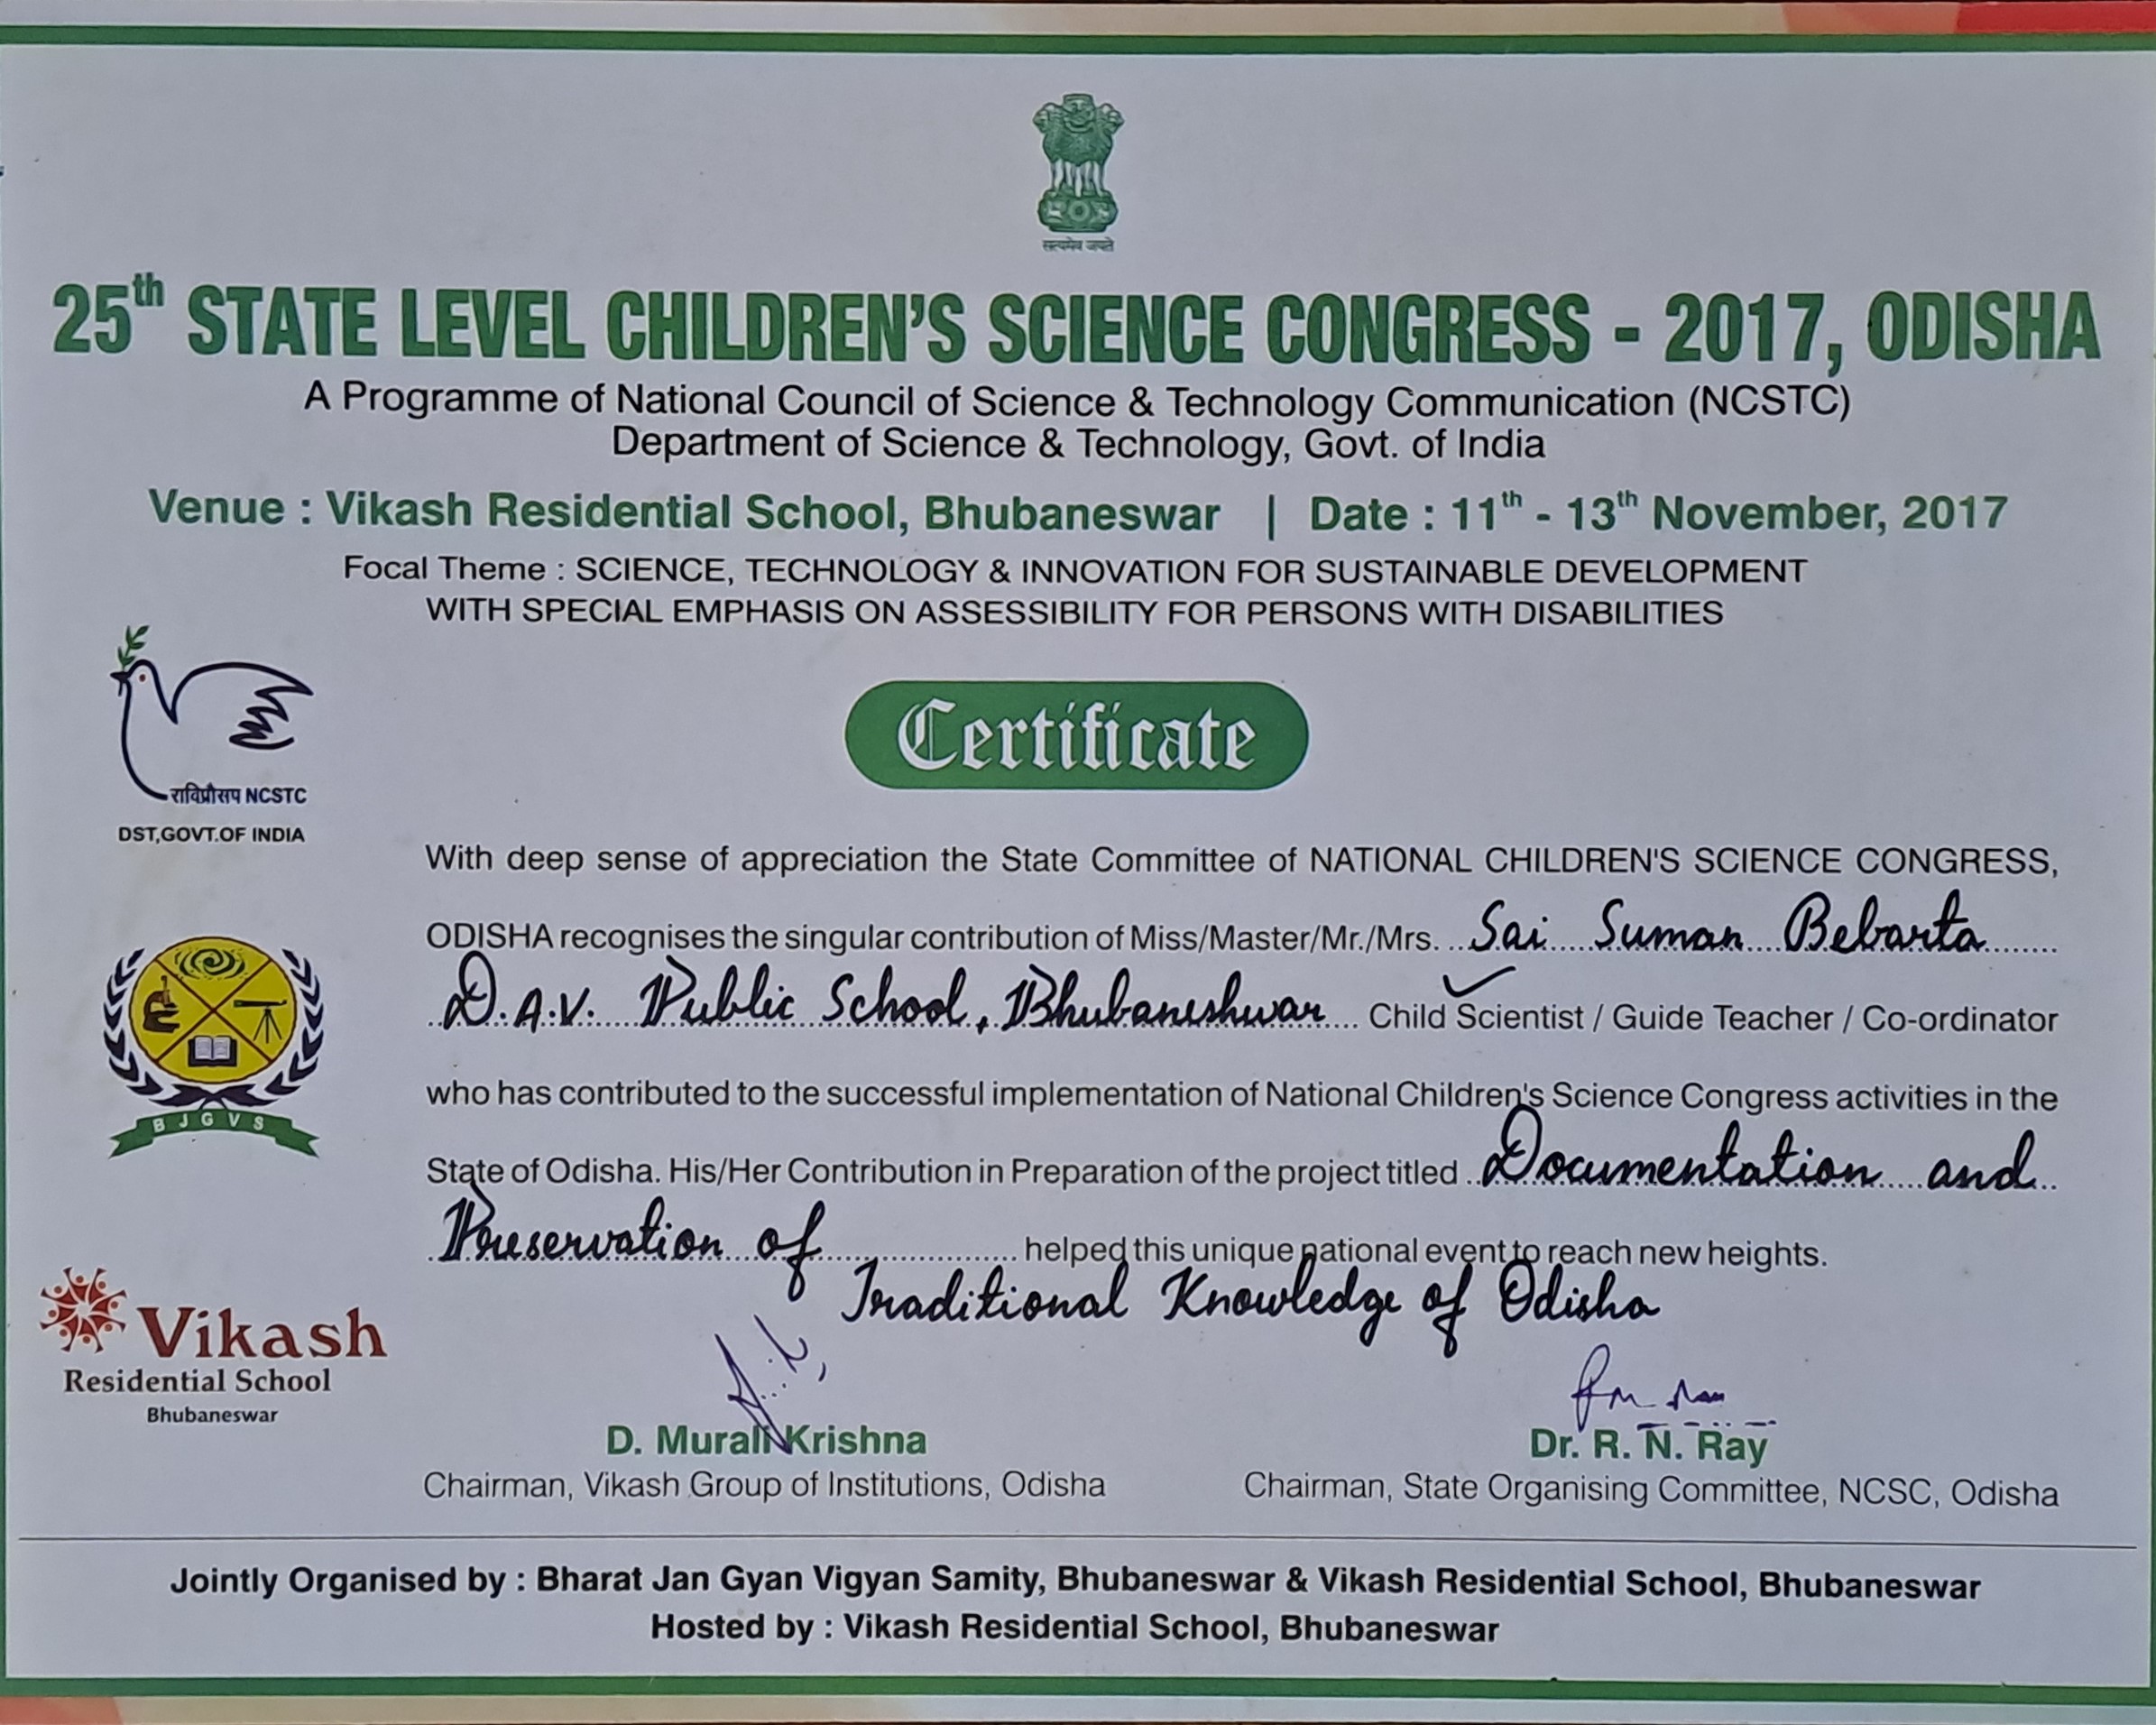 सत्यमेव जयते
25th STATE LEVEL CHILDREN'S SCIENCE CONGRESS - 2017, ODISHA
A Programme of National Council of Science & Technology Communication (NCSTC)
Department of Science & Technology, Govt. of India
Venue : Vikash Residential School, Bhubaneswar | Date : 11th - 13th November, 2017
Focal Theme : SCIENCE, TECHNOLOGY & INNOVATION FOR SUSTAINABLE DEVELOPMENT
WITH SPECIAL EMPHASIS ON ASSESSIBILITY FOR PERSONS WITH DISABILITIES
राविप्रौसप NCSTC
DST,GOVT.OF INDIA
Certificate
With deep sense of appreciation the State Committee of NATIONAL CHILDREN'S SCIENCE CONGRESS,
ODISHA recognises the singular contribution of Miss/Master/Mr./Mrs. Sai Suman Bebarta
D.A.V. Public School, Bhubaneshwar Child Scientist / Guide Teacher / Co-ordinator
who has contributed to the successful implementation of National Children's Science Congress activities in the
State of Odisha. His/Her Contribution in Preparation of the project titled Documentation and
Preservation of helped this unique national event to reach new heights.
Traditional Knowledge of Odisha
BJGVS
Vikash
Residential School
Bhubaneswar
D. Murali Krishna
Chairman, Vikash Group of Institutions, Odisha
Dr. R. N. Ray
Chairman, State Organising Committee, NCSC, Odisha
Jointly Organised by : Bharat Jan Gyan Vigyan Samity, Bhubaneswar & Vikash Residential School, Bhubaneswar
Hosted by : Vikash Residential School, Bhubaneswar